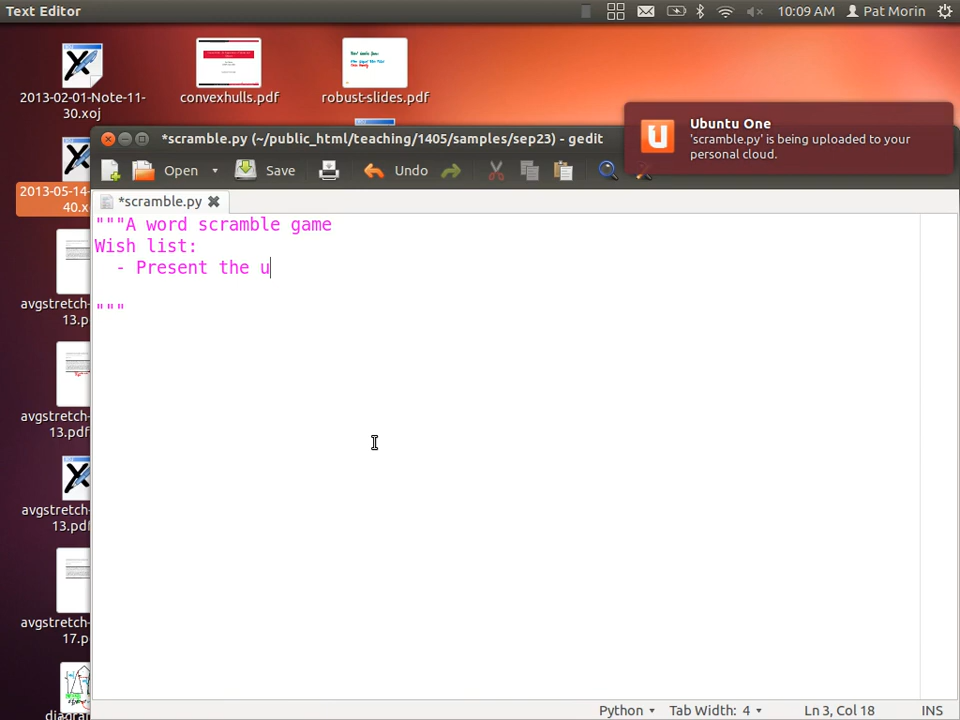 Text Editor
10:09 AM
Pat Morin
2013-02-01-Note-11-
30.xoj
convexhulls.pdf
robust-slides.pdf
Ubuntu One
'scramble.py' is being uploaded to your
personal cloud.
*scramble.py (~/public_html/teaching/1405/samples/sep23) - gedit
Open
Save
Undo
2013-05-14-
40.x
*scramble.py
"""A word scramble game
Wish list:
- Present the u
"""
avgstretch-
13.p
avgstretch-
13.pdf
avgstretch-
13.pdf
avgstretch-
17.p
Python
Tab Width: 4
Ln 3, Col 18
INS